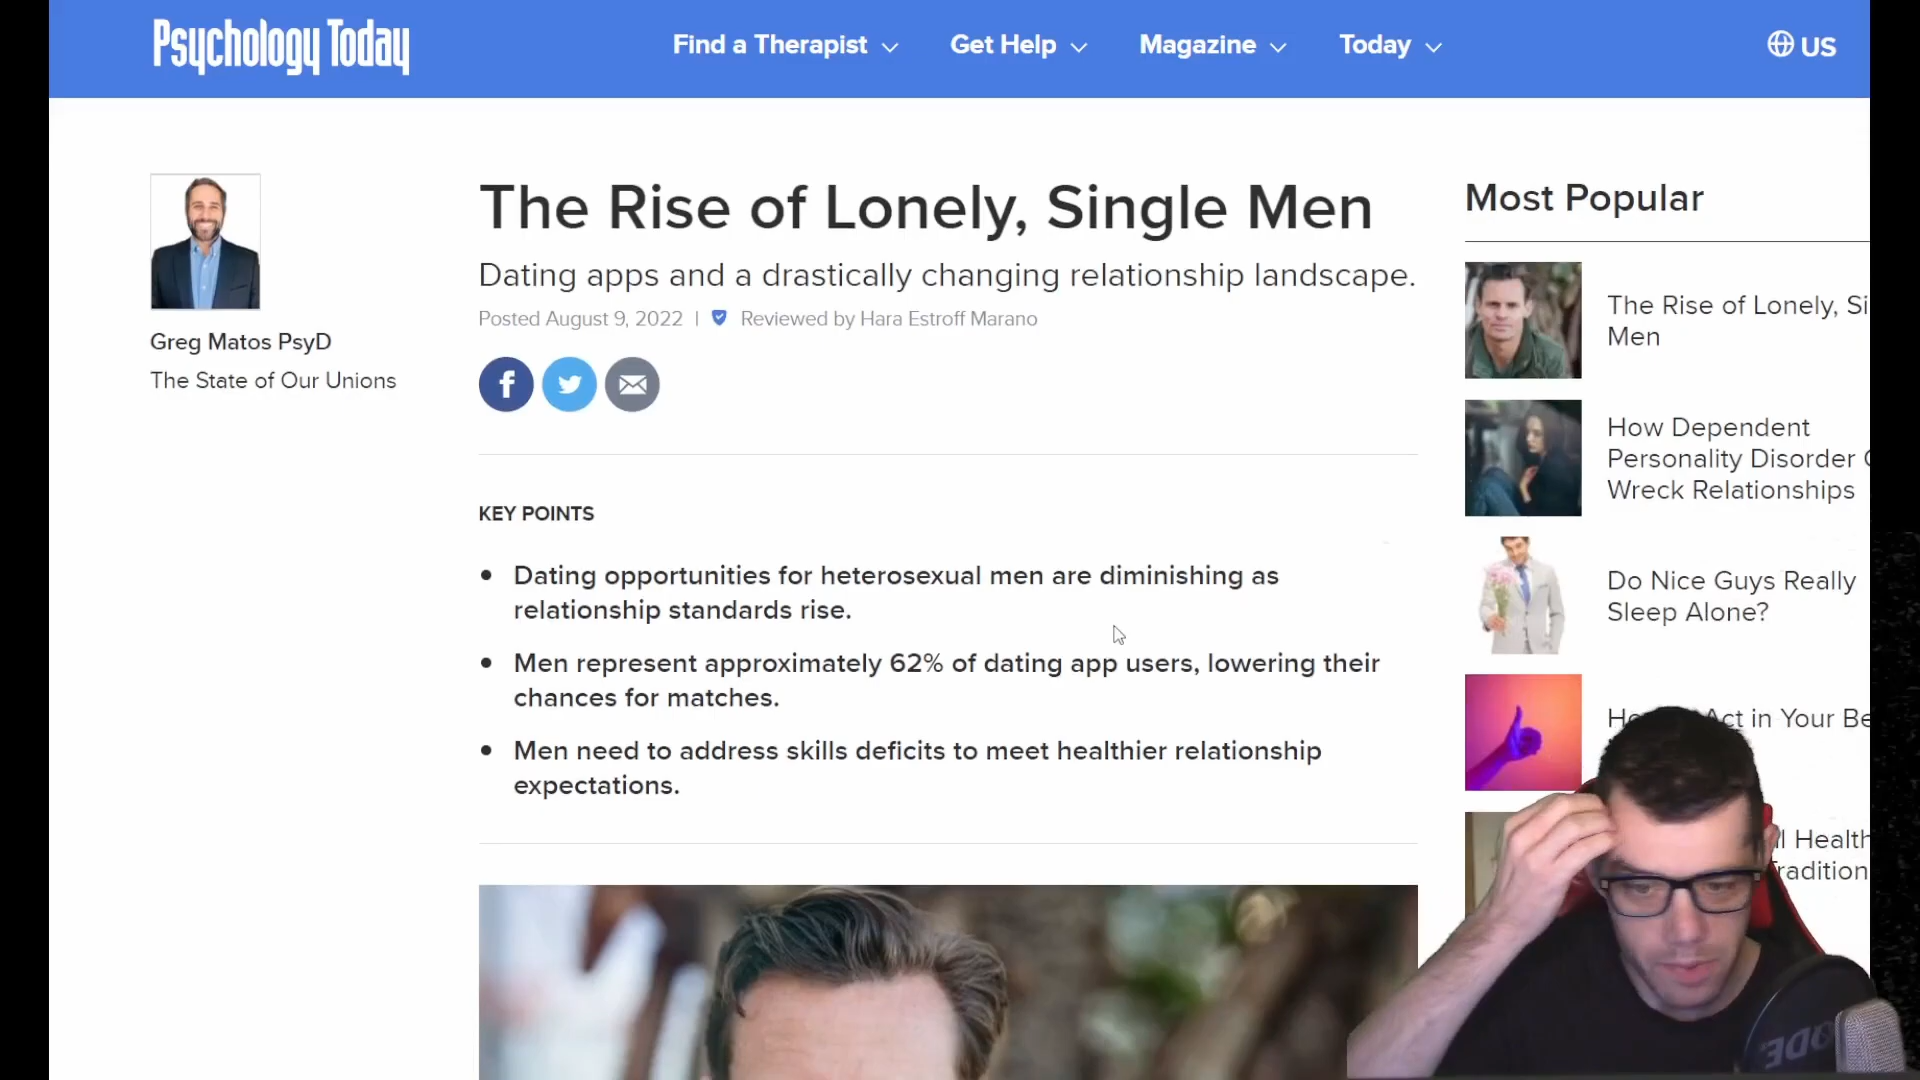 Psychology Today
Find a Therapist
Get Help
Magazine
Today
US
Greg Matos PsyD
The State of Our Unions
The Rise of Lonely, Single Men
Dating apps and a drastically changing relationship landscape.
Posted August 9, 2022 | Reviewed by Hara Estroff Marano
KEY POINTS
• Dating opportunities for heterosexual men are diminishing as
relationship standards rise.
• Men represent approximately 62% of dating app users, lowering their
chances for matches.
• Men need to address skills deficits to meet healthier relationship
expectations.
Most Popular
The Rise of Lonely, Si
Men
How Dependent
Personality Disorder
Wreck Relationships
Do Nice Guys Really
Sleep Alone?
Act in Your Be
l Health